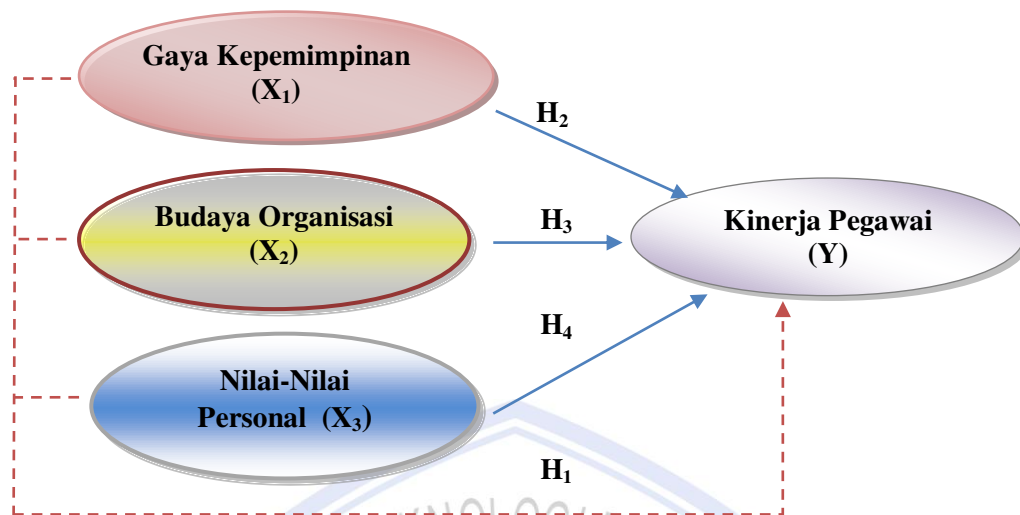 Gaya Kepemimpinan
(X₁)
H₂
Budaya Organisasi
(X₂)
H₃
Kinerja Pegawai
(Y)
H₄
Nilai-Nilai
Personal (X₃)
H₁